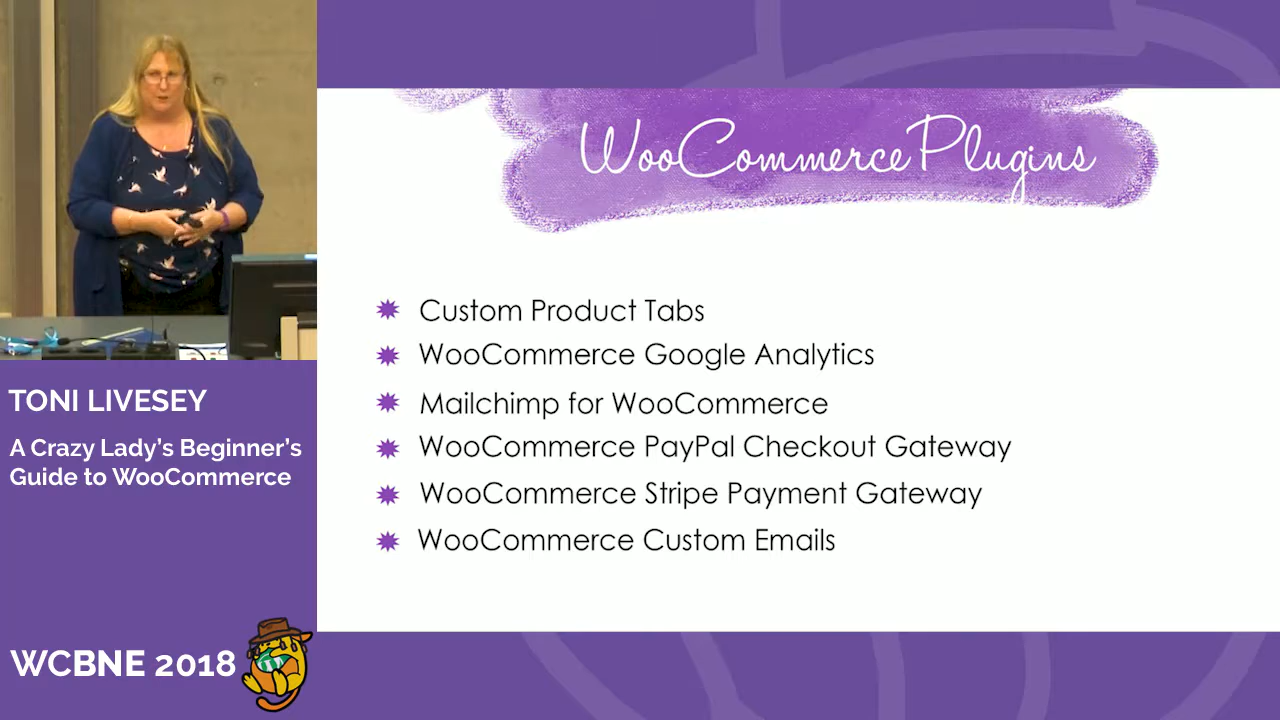 WooCommerce Plugins
Custom Product Tabs
WooCommerce Google Analytics
Mailchimp for WooCommerce
WooCommerce PayPal Checkout Gateway
WooCommerce Stripe Payment Gateway
WooCommerce Custom Emails
TONI LIVESEY
A Crazy Lady's Beginner's
Guide to WooCommerce
WCBNE 2018